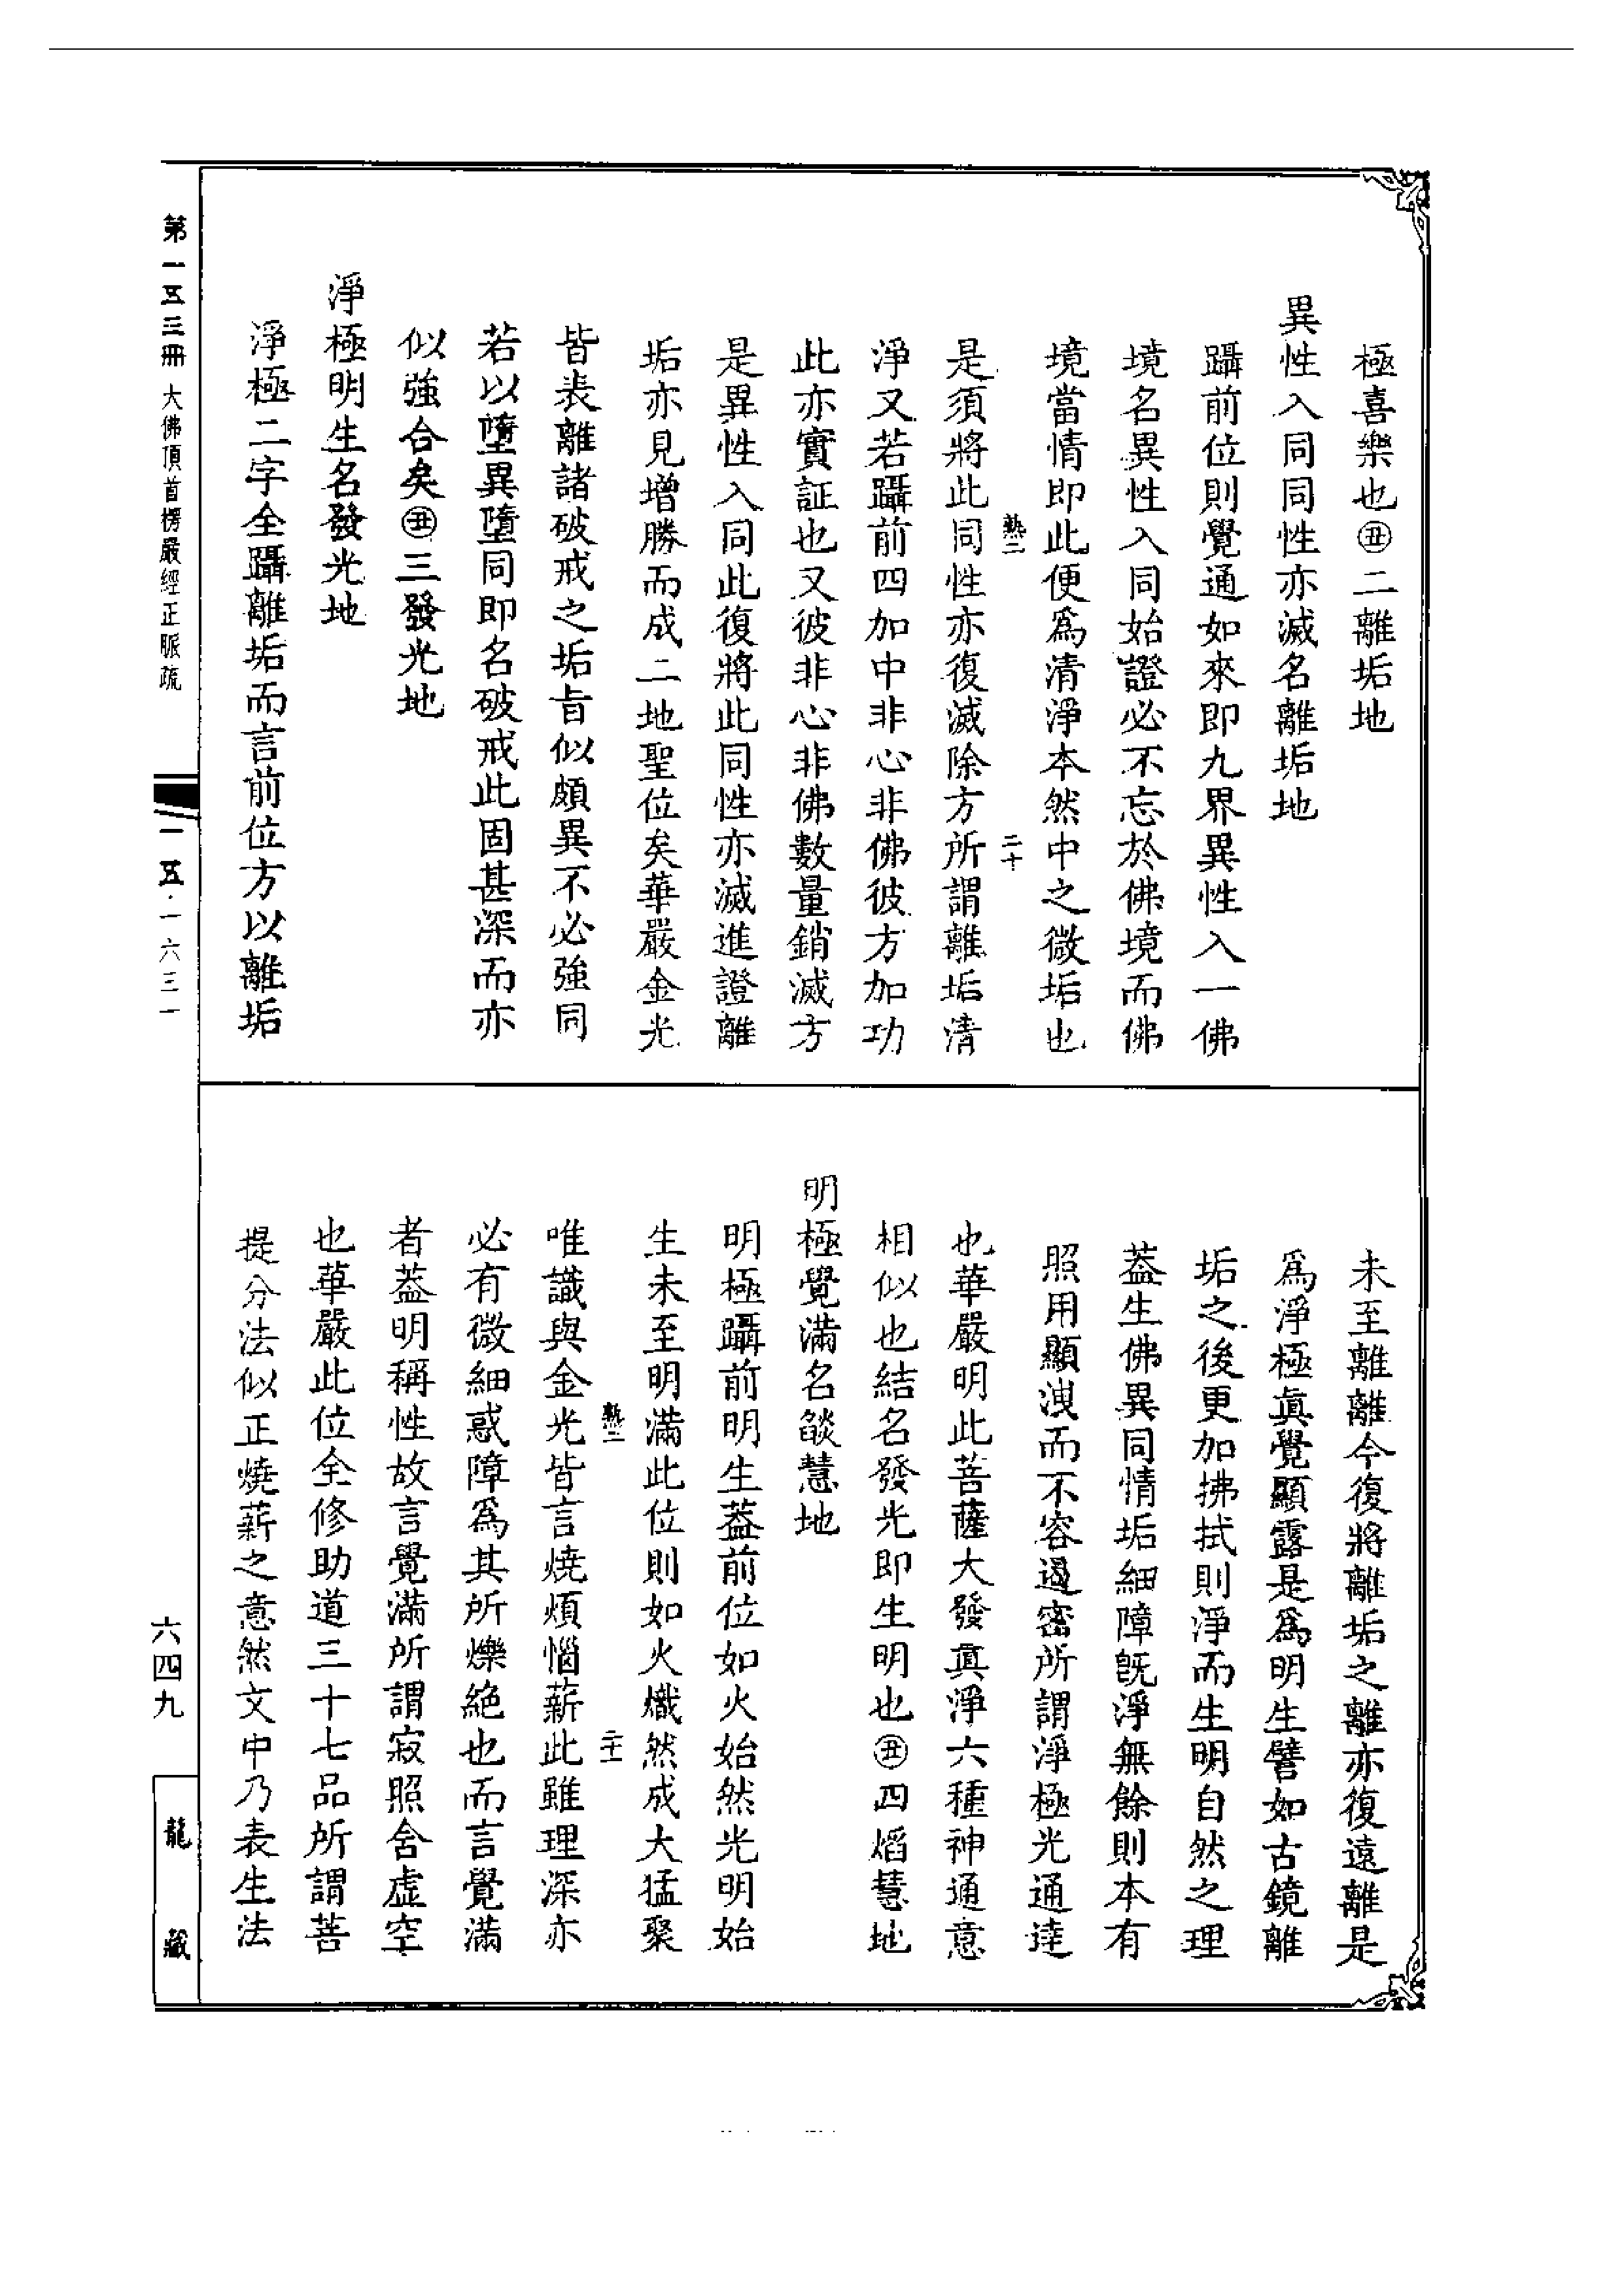 極喜樂也㊄二離垢地
異性入同同性亦滅名離垢地
躡前位則覺通如來即九界異性入一佛
境名異性入同始證必不忘於佛境而佛
境當情即此便爲清淨本然中之微垢也
是須將此同性亦復滅除方所謂離垢清
淨又若躡前四加中非心非佛彼方加功
此亦實証也又彼非心非佛數量銷滅方
是異性入同此復將此同性亦滅進證離
垢亦見增勝而成二地聖位矣華嚴金光
皆表離諸破戒之垢旨似頗異不必強同
若以墮異墮同即名破戒此固甚深而亦
似強合矣丑三發光地
淨極明生名發光地
淨極二字全躡離垢而言前位方以離垢
未至離離今復將離垢之離亦復遠離是
爲淨極眞覺顯露是爲明生譬如古鏡離
垢之後更加拂拭則淨而生明自然之理
葢生佛異同情垢細障旣淨無餘則本有
照用顯洩而不容遏密所謂淨極光通達
也華嚴明此菩薩大發眞淨六種神通意
相似也結名發光即生明也丑四熖慧地
明極覺滿名燄慧地
明極躡前明生葢前位如火始然光明始
生未至明滿此位則如火熾然成大猛聚
唯識與金光皆言燒煩惱薪此雖理深亦
必有微細惑障爲其所爍絶也而言覺滿
者葢明稱性故言覺滿所謂寂照含虛空
也華嚴此位全修助道三十七品所謂菩
提分法似正燒薪之意然文中乃表生法
第一五三冊 大佛頂首楞嚴經正脈疏
一五·一六三一
六四九
龍藏
二十